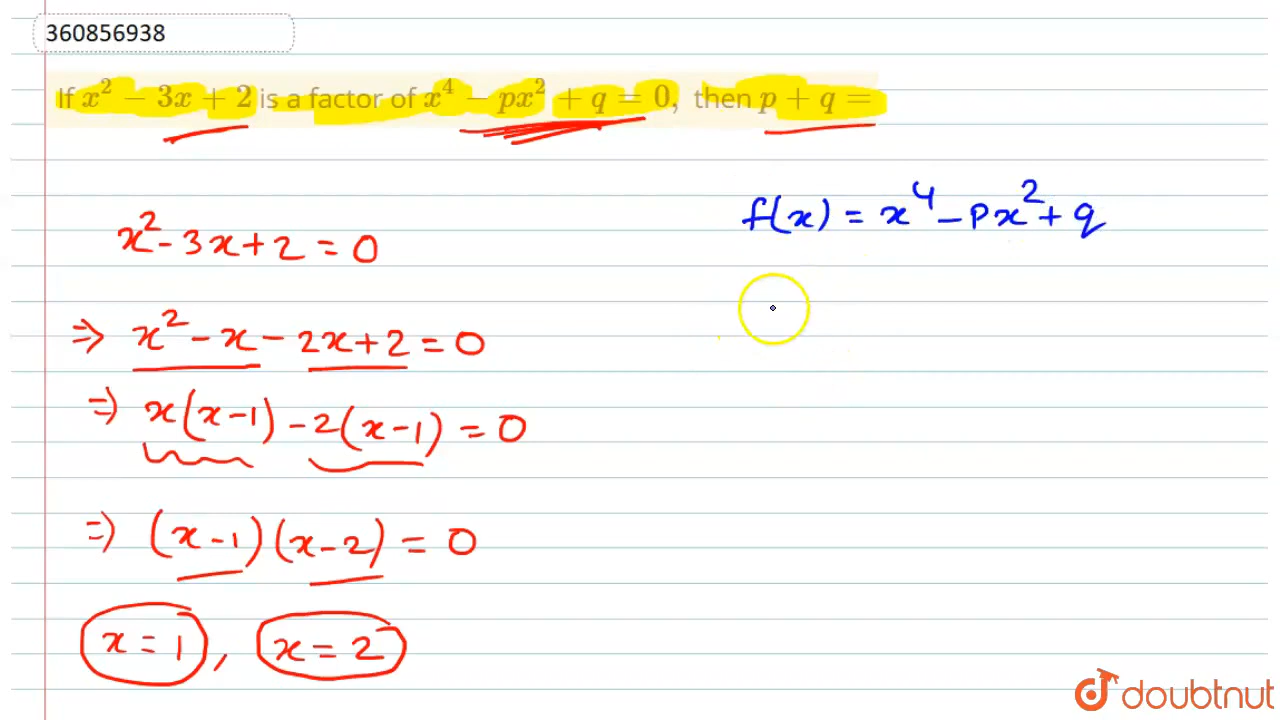 360856938
If x² − 3x + 2 is a factor of x⁴ − px² + q = 0, then p + q =
x² - 3x + 2 = 0
f(x) = x⁴ - px² + q
⇒ x² - x - 2x + 2 = 0
⇒ x(x-1) - 2(x-1) = 0
⇒ (x-1)(x-2) = 0
x = 1, x = 2
doubtnut